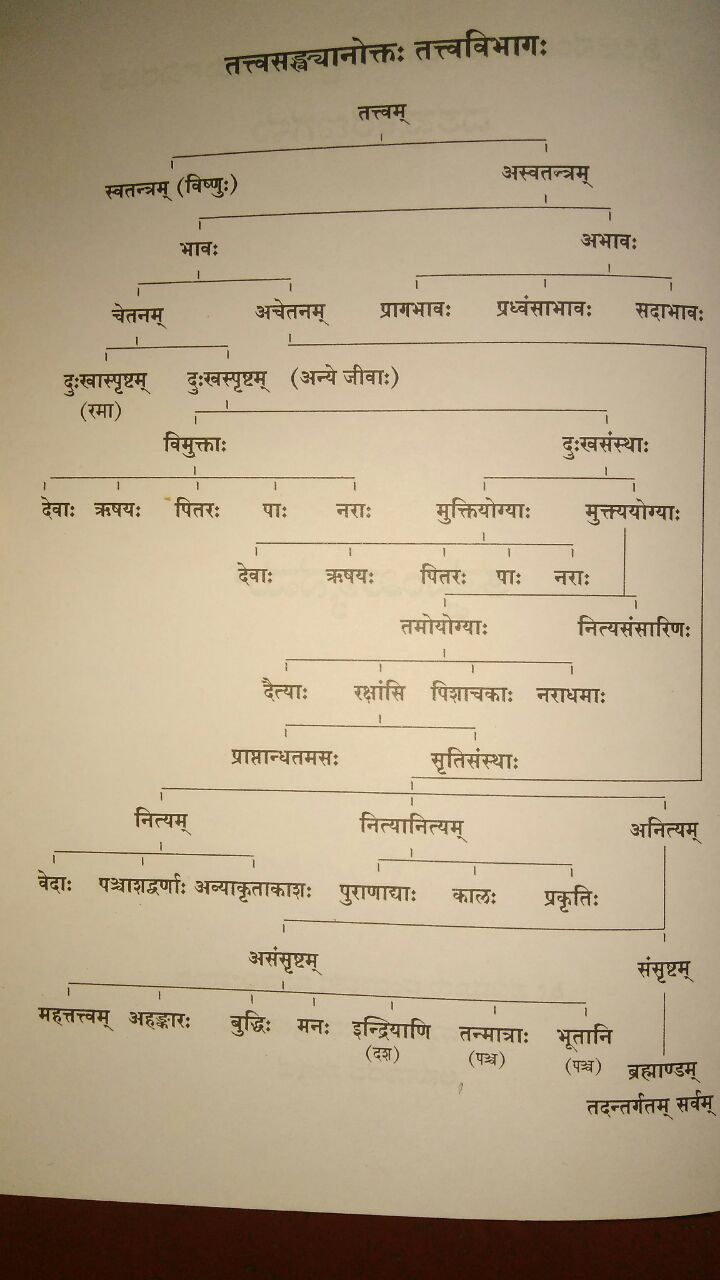 तत्त्वसङ्ख्यानोक्तः तत्त्वविभागः
तत्त्वम्
स्वतन्त्रम् (विष्णुः) अस्वतन्त्रम्
भावः अभावः
चेतनम् अचेतनम् प्रागभावः प्रध्वंसाभावः सदाभावः
दुःखास्पृष्टम् दुःखस्पृष्टम् (अन्ये जीवाः)
(रमा)
विमुक्ताः दुःखसंस्थाः
देवाः ऋषयः पितरः पाः नराः मुक्तियोग्याः मुक्त्ययोग्याः
देवाः ऋषयः पितरः पाः नराः
तमोयोग्याः नित्यसंसारिणः
दैत्याः रक्षांसि पिशाचकाः नराधमाः
प्राप्तान्धतमसः सृतिसंस्थाः
नित्यम् नित्यानित्यम् अनित्यम्
वेदाः पञ्चाशद्वर्णाः अव्याकृताकाशः पुराणाद्याः कालः प्रकृतिः
असंसृष्टम् संसृष्टम्
महत्तत्त्वम् अहङ्कारः बुद्धिः मनः इन्द्रियाणि तन्मात्राः भूतानि
(दश) (पञ्च) (पञ्च) ब्रह्माण्डम्
तदन्तर्गतम् सर्वम्